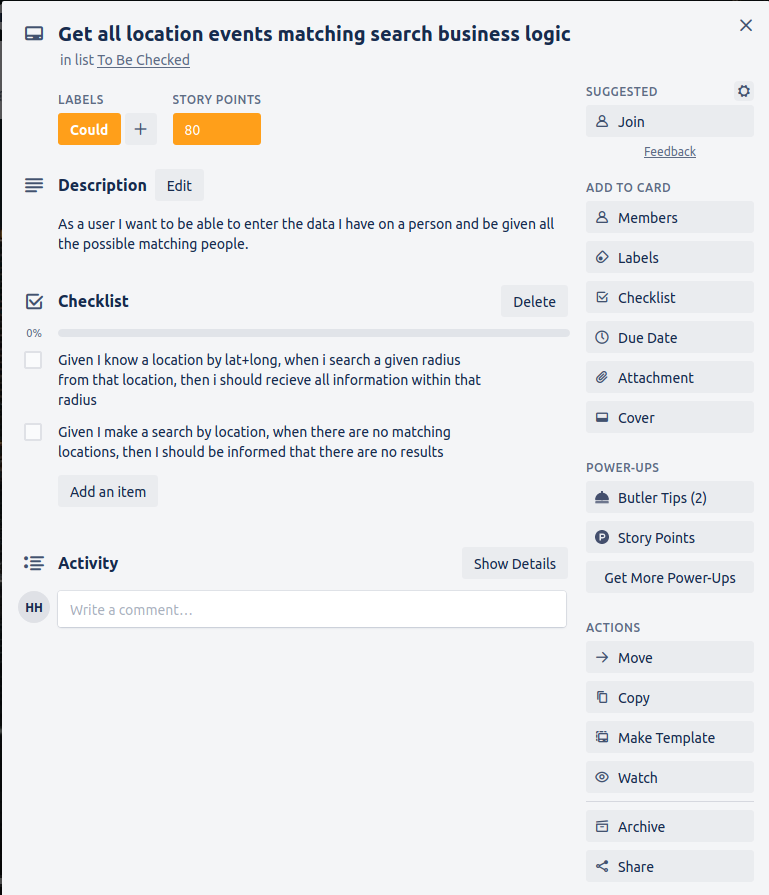 Get all location events matching search business logic
in list To Be Checked
LABELS
Could
STORY POINTS
80
Description
Edit
As a user I want to be able to enter the data I have on a person and be given all
the possible matching people.
Checklist
Delete
0%
Given I know a location by lat+long, when i search a given radius
from that location, then i should recieve all information within that
radius
Given I make a search by location, when there are no matching
locations, then I should be informed that there are no results
Add an item
Activity
Show Details
HH
Write a comment...
SUGGESTED
Join
Feedback
ADD TO CARD
Members
Labels
Checklist
Due Date
Attachment
Cover
POWER-UPS
Butler Tips (2)
P
Story Points
Get More Power-Ups
ACTIONS
Move
Copy
Make Template
Watch
Archive
Share